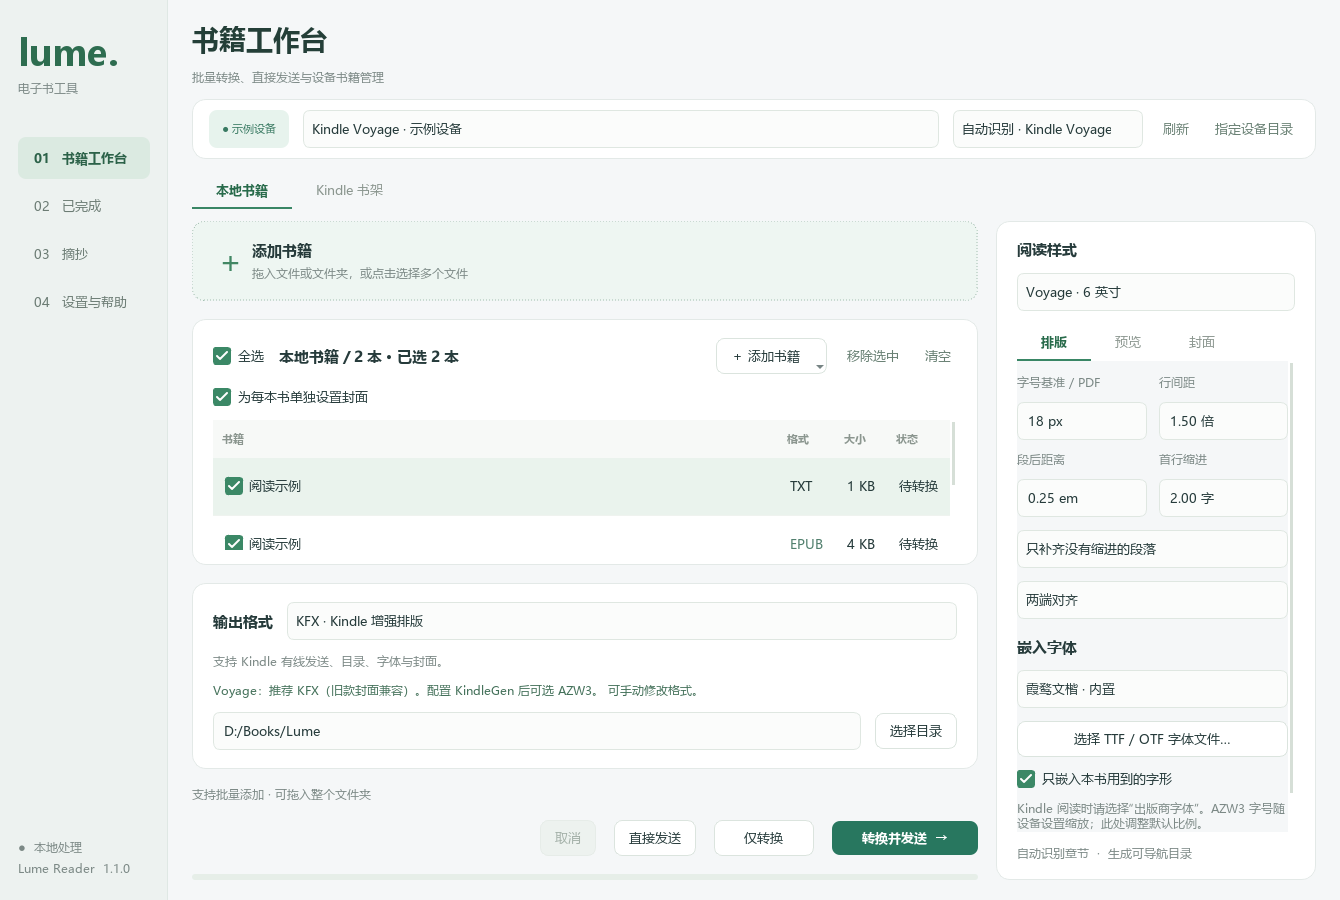 lume.
电子书工具
01 书籍工作台
02 已完成
03 摘抄
04 设置与帮助
● 本地处理
Lume Reader 1.1.0
书籍工作台
批量转换、直接发送与设备书籍管理
● 示例设备
Kindle Voyage · 示例设备
自动识别 · Kindle Voyage
刷新
指定设备目录
本地书籍
Kindle 书架
+ 添加书籍
拖入文件或文件夹，或点击选择多个文件
全选 本地书籍 / 2 本 · 已选 2 本
+ 添加书籍
移除选中
清空
为每本书单独设置封面
书籍 格式 大小 状态
阅读示例 TXT 1 KB 待转换
阅读示例 EPUB 4 KB 待转换
输出格式 KFX · Kindle 增强排版
支持 Kindle 有线发送、目录、字体与封面。
Voyage：推荐 KFX（旧款封面兼容）。配置 KindleGen 后可选 AZW3。 可手动修改格式。
D:/Books/Lume
选择目录
支持批量添加 · 可拖入整个文件夹
取消
直接发送
仅转换
转换并发送 →
阅读样式
Voyage · 6 英寸
排版 预览 封面
字号基准 / PDF 行间距
18 px 1.50 倍
段后距离 首行缩进
0.25 em 2.00 字
只补齐没有缩进的段落
两端对齐
嵌入字体
霞鹜文楷 · 内置
选择 TTF / OTF 字体文件...
只嵌入本书用到的字形
Kindle 阅读时请选择“出版商字体”。AZW3 字号随
设备设置缩放；此处调整默认比例。
自动识别章节 · 生成可导航目录